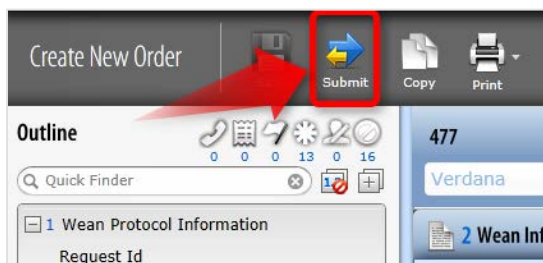 Create New Order
Submit
Copy
Print
Outline
0 0 0 13 0 16
Quick Finder
1 Wean Protocol Information
Request Id
477
Verdana
2 Wean Inf